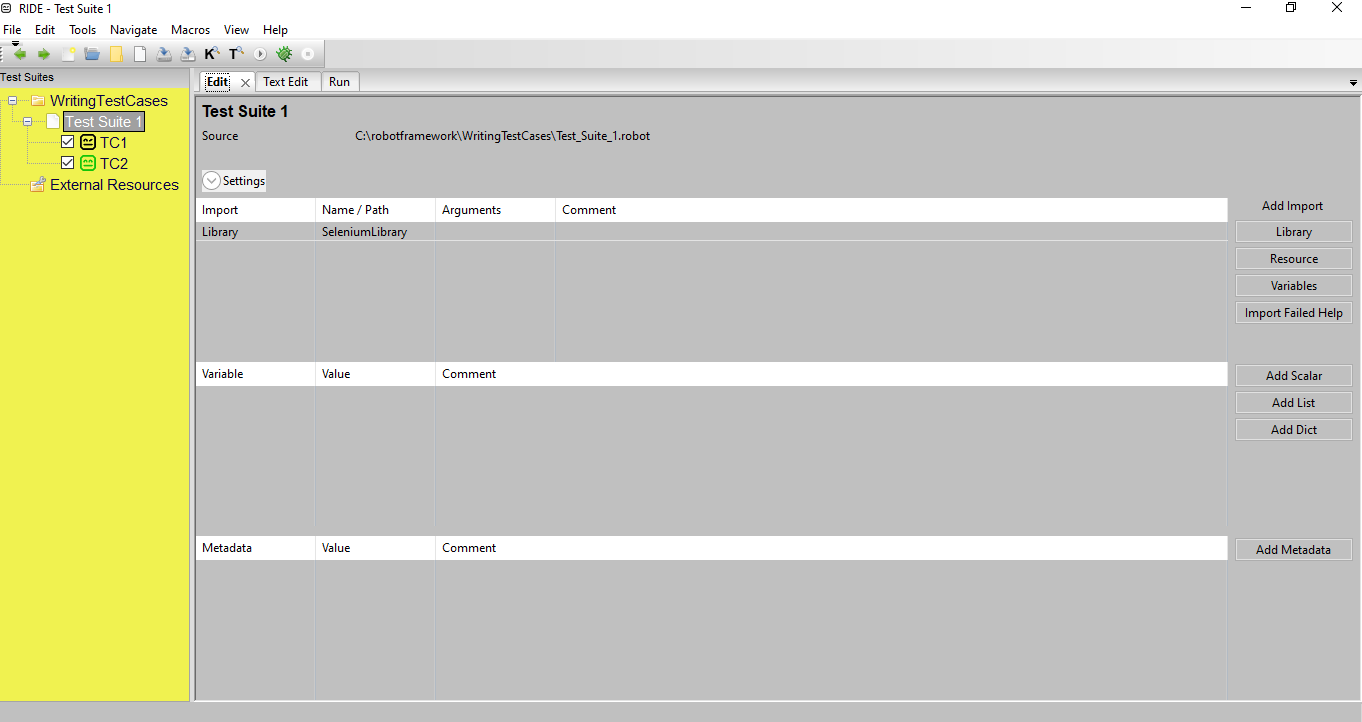 RIDE - Test Suite 1
File Edit Tools Navigate Macros View Help
K T
Test Suites
Edit Text Edit Run
WritingTestCases
Test Suite 1
TC1
TC2
External Resources
Test Suite 1
Source C:\robotframework\WritingTestCases\Test_Suite_1.robot
Settings
Import Name / Path Arguments Comment
Library SeleniumLibrary
Add Import
Library
Resource
Variables
Import Failed Help
Variable Value Comment
Add Scalar
Add List
Add Dict
Metadata Value Comment
Add Metadata